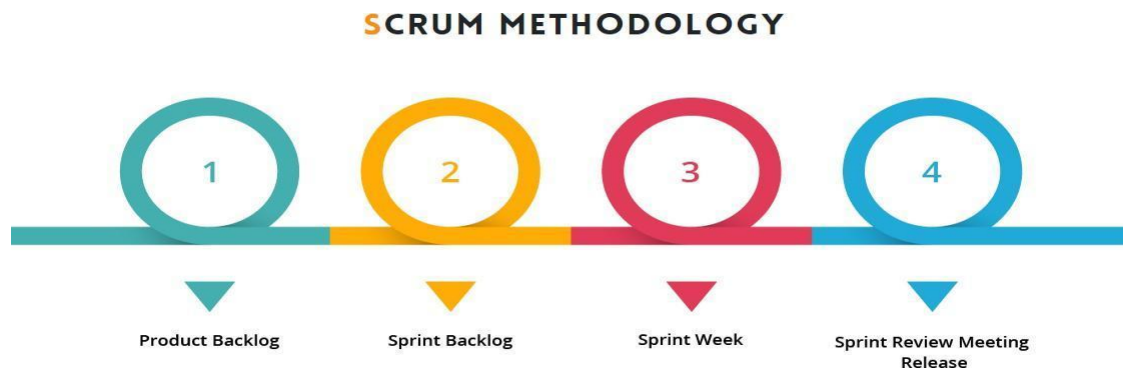 SCRUM METHODOLOGY
1
2
3
4
Product Backlog
Sprint Backlog
Sprint Week
Sprint Review Meeting
Release